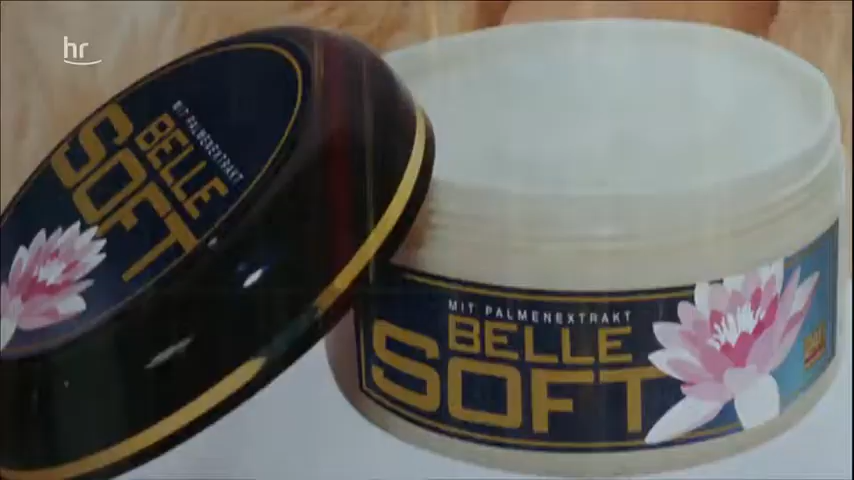 hr
MIT PALMENEXTRAKT
BELLE
SOFT
MIT PALMENEXTRAKT
BELLE
SOFT